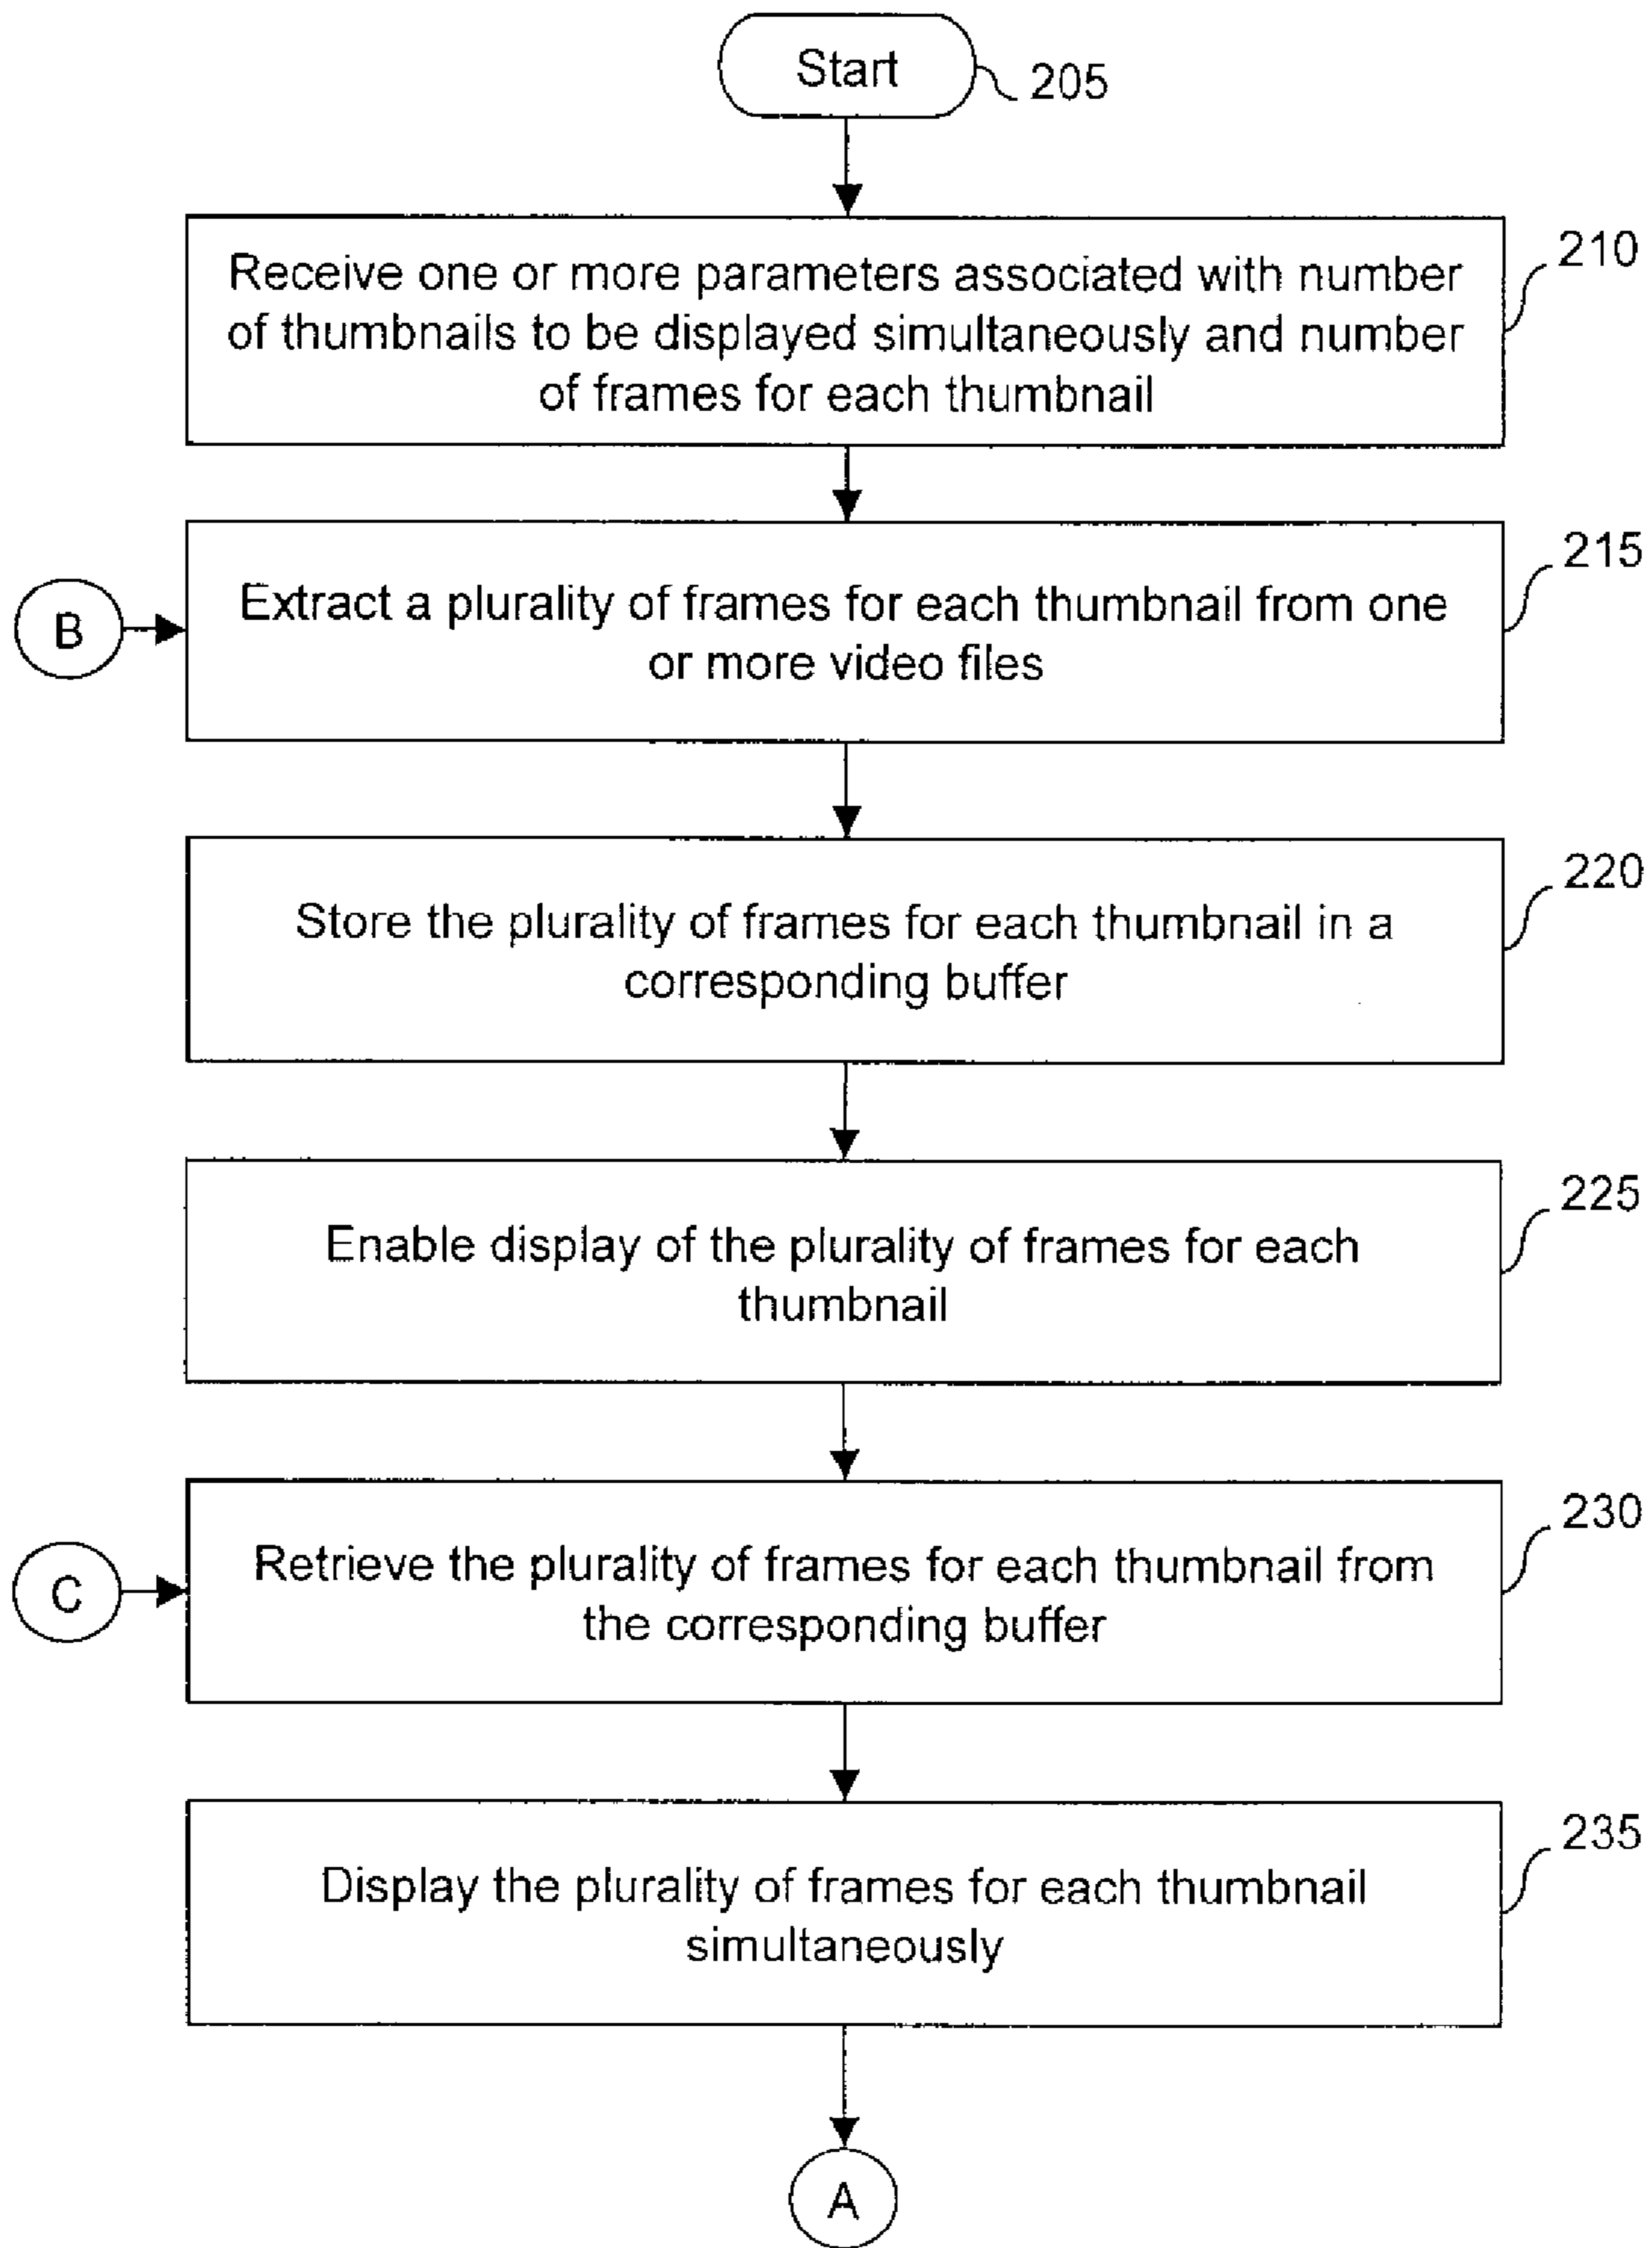 Start
205
210
Receive one or more parameters associated with number
of thumbnails to be displayed simultaneously and number
of frames for each thumbnail
215
B
Extract a plurality of frames for each thumbnail from one
or more video files
220
Store the plurality of frames for each thumbnail in a
corresponding buffer
225
Enable display of the plurality of frames for each
thumbnail
230
C
Retrieve the plurality of frames for each thumbnail from
the corresponding buffer
235
Display the plurality of frames for each thumbnail
simultaneously
A